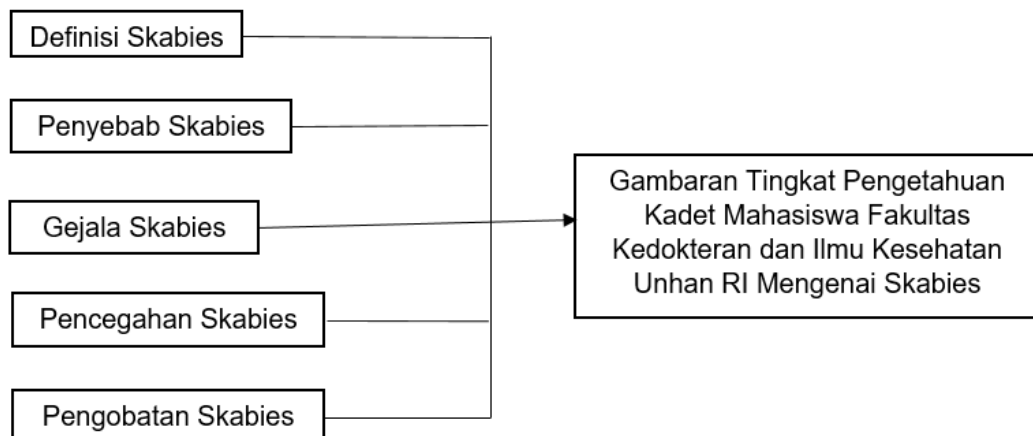 Definisi Skabies
Penyebab Skabies
Gejala Skabies
Pencegahan Skabies
Pengobatan Skabies
Gambaran Tingkat Pengetahuan
Kadet Mahasiswa Fakultas
Kedokteran dan Ilmu Kesehatan
Unhan RI Mengenai Skabies